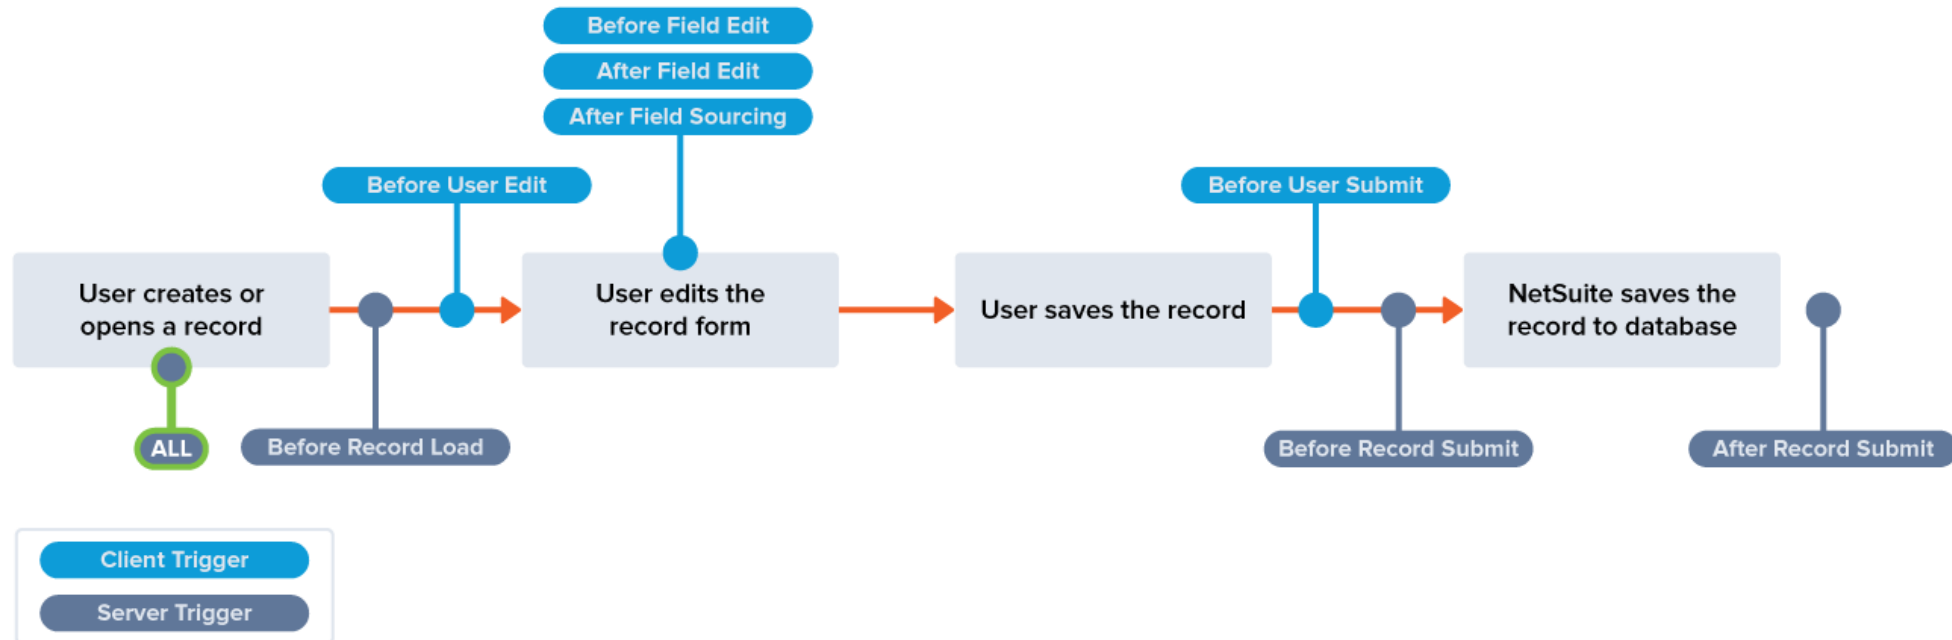 Before Field Edit
After Field Edit
After Field Sourcing
Before User Edit
Before User Submit
User creates or
opens a record
User edits the
record form
User saves the record
NetSuite saves the
record to database
ALL
Before Record Load
Before Record Submit
After Record Submit
Client Trigger
Server Trigger